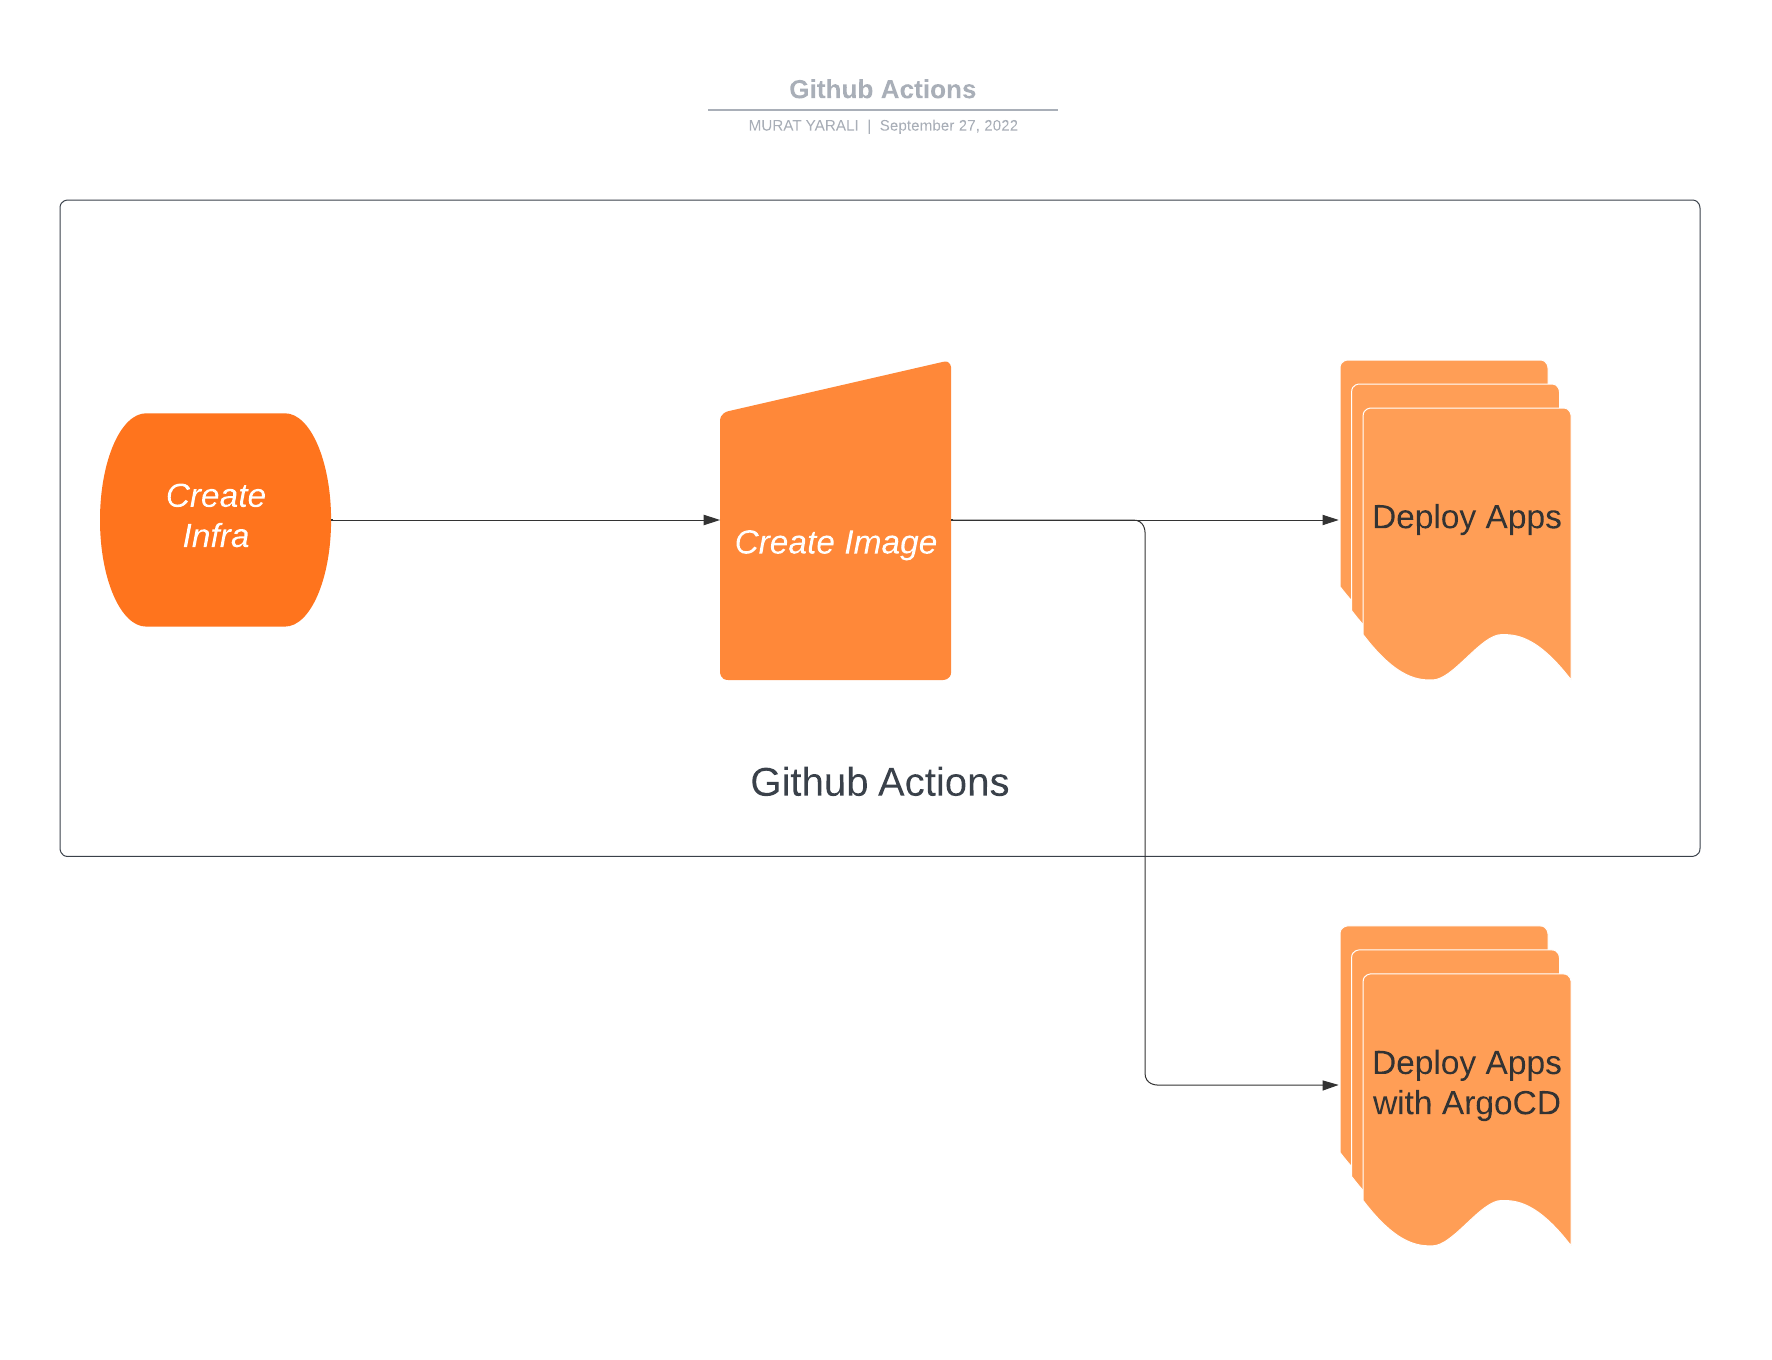 Github Actions
MURAT YARALI | September 27, 2022
Create
Infra
Create Image
Deploy Apps
Github Actions
Deploy Apps
with ArgoCD